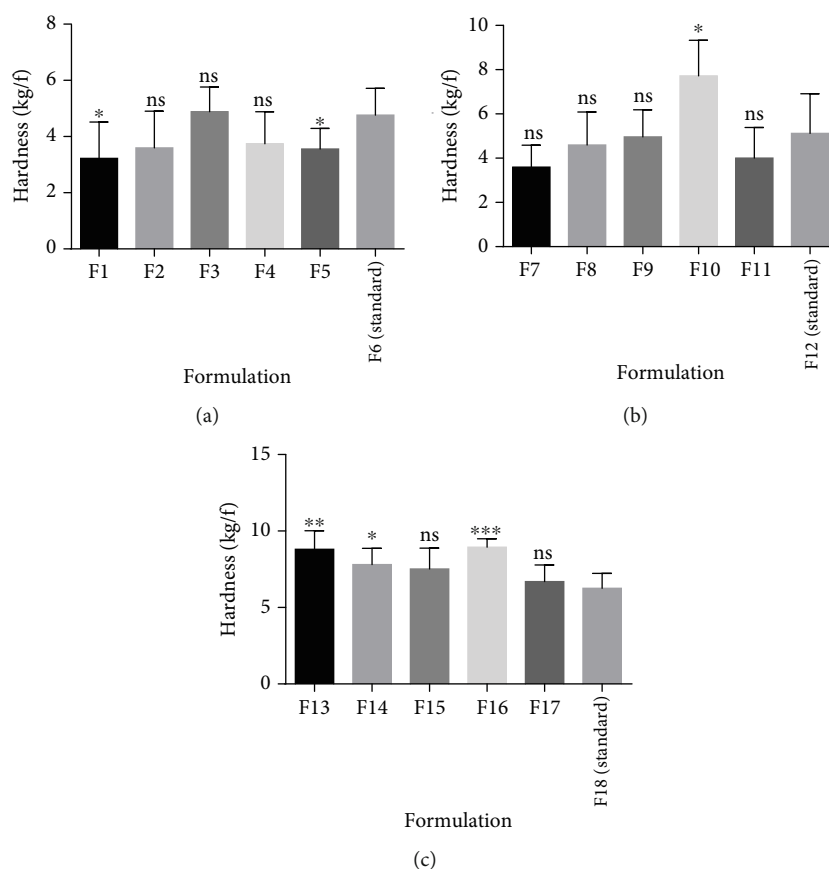 Hardness (kg/f)
8
6
4
2
0
*
ns
ns
ns
*
F1
F2
F3
F4
F5
F6 (standard)
Formulation
(a)
Hardness (kg/f)
10
8
6
4
2
0
ns
ns
ns
*
ns
F7
F8
F9
F10
F11
F12 (standard)
Formulation
(b)
Hardness (kg/f)
15
10
5
0
**
*
ns
***
ns
F13
F14
F15
F16
F17
F18 (standard)
Formulation
(c)